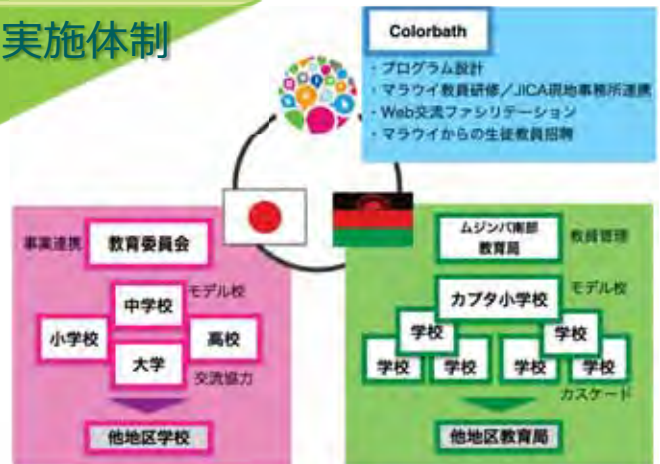 実施体制
Colorbath
・プログラム設計
・マラウイ教員研修/JICA現地事務所連携
・Web交流ファシリテーション
・マラウイからの生徒教員招聘
事業連携
教育委員会
中学校
モデル校
小学校
高校
大学
交流協力
他地区学校
ムジンバ南部
教育局
教員管理
カプタ小学校
モデル校
学校
学校
学校
学校
学校
学校
カスケード
他地区教育局